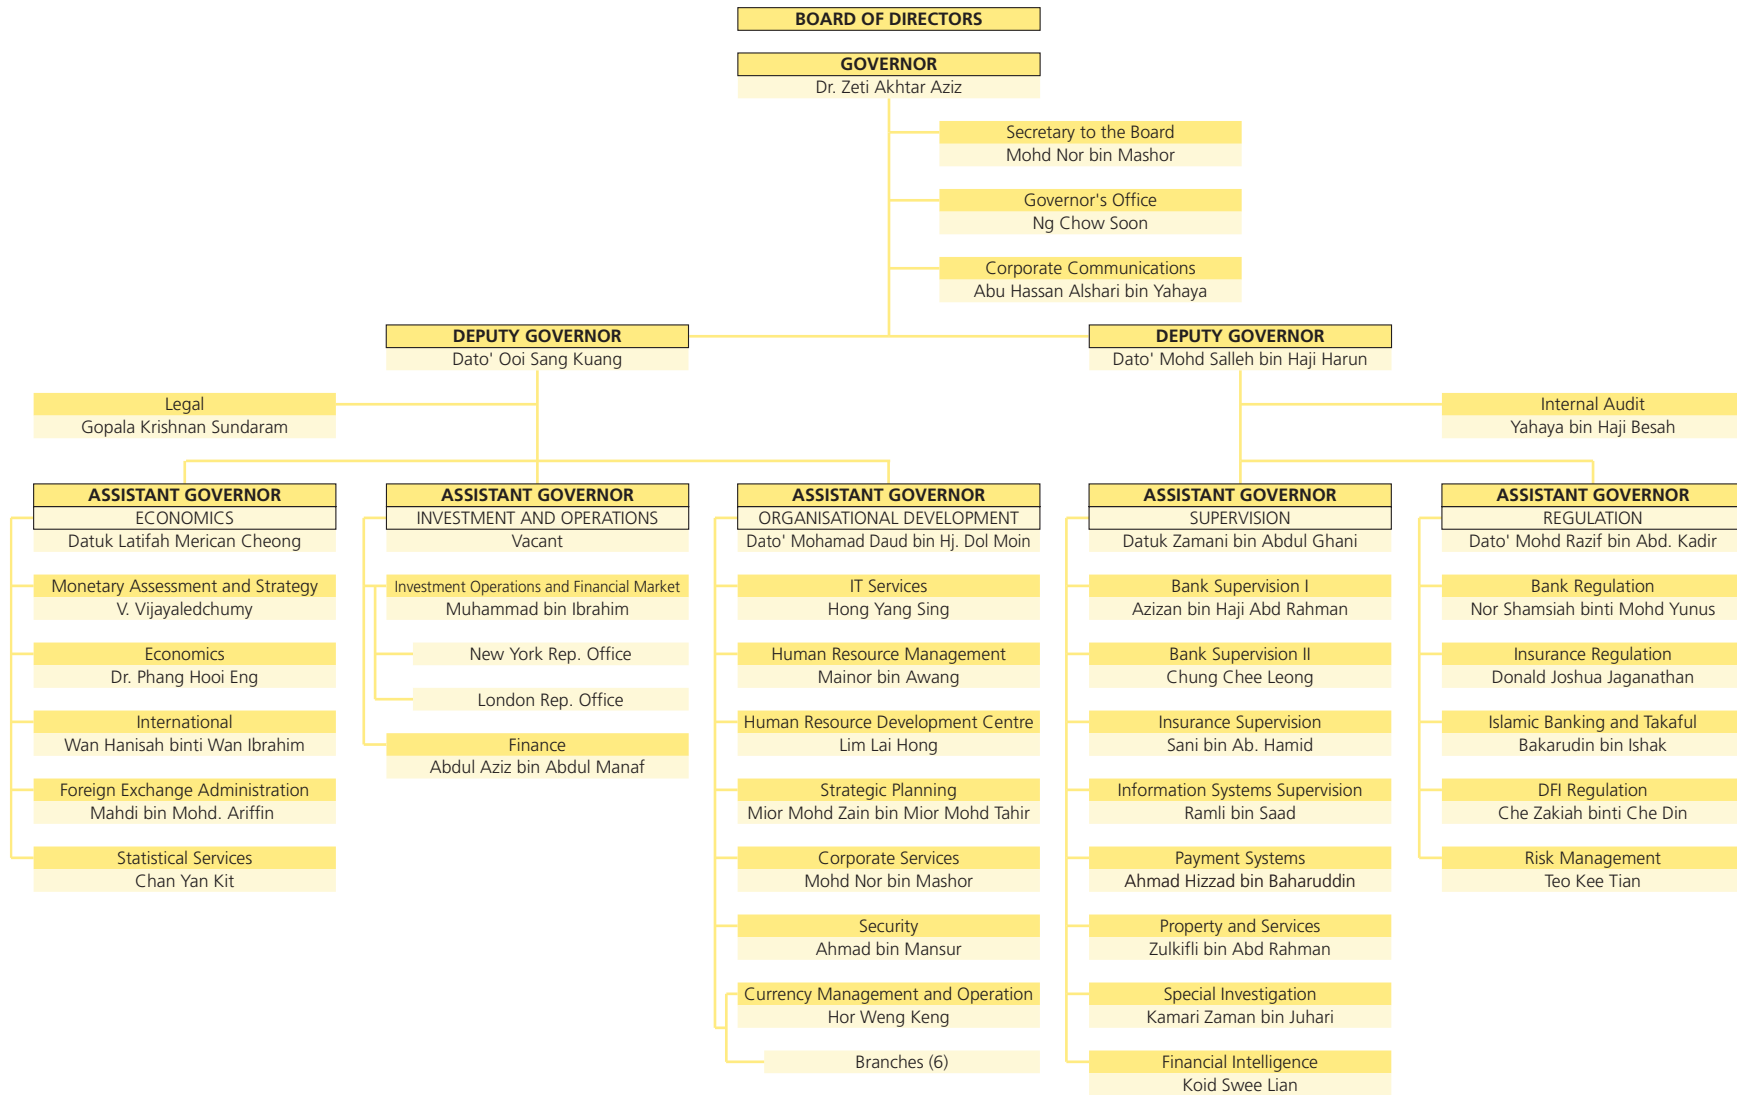 BOARD OF DIRECTORS
GOVERNOR
Dr. Zeti Akhtar Aziz
Secretary to the Board
Mohd Nor bin Mashor
Governor's Office
Ng Chow Soon
Corporate Communications
Abu Hassan Alshari bin Yahaya
DEPUTY GOVERNOR
Dato' Ooi Sang Kuang
DEPUTY GOVERNOR
Dato' Mohd Salleh bin Haji Harun
Legal
Gopala Krishnan Sundaram
Internal Audit
Yahaya bin Haji Besah
ASSISTANT GOVERNOR
ECONOMICS
Datuk Latifah Merican Cheong
Monetary Assessment and Strategy
V. Vijayaledchumy
Economics
Dr. Phang Hooi Eng
International
Wan Hanisah binti Wan Ibrahim
Foreign Exchange Administration
Mahdi bin Mohd. Ariffin
Statistical Services
Chan Yan Kit
ASSISTANT GOVERNOR
INVESTMENT AND OPERATIONS
Vacant
Investment Operations and Financial Market
Muhammad bin Ibrahim
New York Rep. Office
London Rep. Office
Finance
Abdul Aziz bin Abdul Manaf
ASSISTANT GOVERNOR
ORGANISATIONAL DEVELOPMENT
Dato' Mohamad Daud bin Hj. Dol Moin
IT Services
Hong Yang Sing
Human Resource Management
Mainor bin Awang
Human Resource Development Centre
Lim Lai Hong
Strategic Planning
Mior Mohd Zain bin Mior Mohd Tahir
Corporate Services
Mohd Nor bin Mashor
Security
Ahmad bin Mansur
Currency Management and Operation
Hor Weng Keng
Branches (6)
ASSISTANT GOVERNOR
SUPERVISION
Datuk Zamani bin Abdul Ghani
Bank Supervision I
Azizan bin Haji Abd Rahman
Bank Supervision II
Chung Chee Leong
Insurance Supervision
Sani bin Ab. Hamid
Information Systems Supervision
Ramli bin Saad
Payment Systems
Ahmad Hizzad bin Baharuddin
Property and Services
Zulkifli bin Abd Rahman
Special Investigation
Kamari Zaman bin Juhari
Financial Intelligence
Koid Swee Lian
ASSISTANT GOVERNOR
REGULATION
Dato' Mohd Razif bin Abd. Kadir
Bank Regulation
Nor Shamsiah binti Mohd Yunus
Insurance Regulation
Donald Joshua Jaganathan
Islamic Banking and Takaful
Bakarudin bin Ishak
DFI Regulation
Che Zakiah binti Che Din
Risk Management
Teo Kee Tian